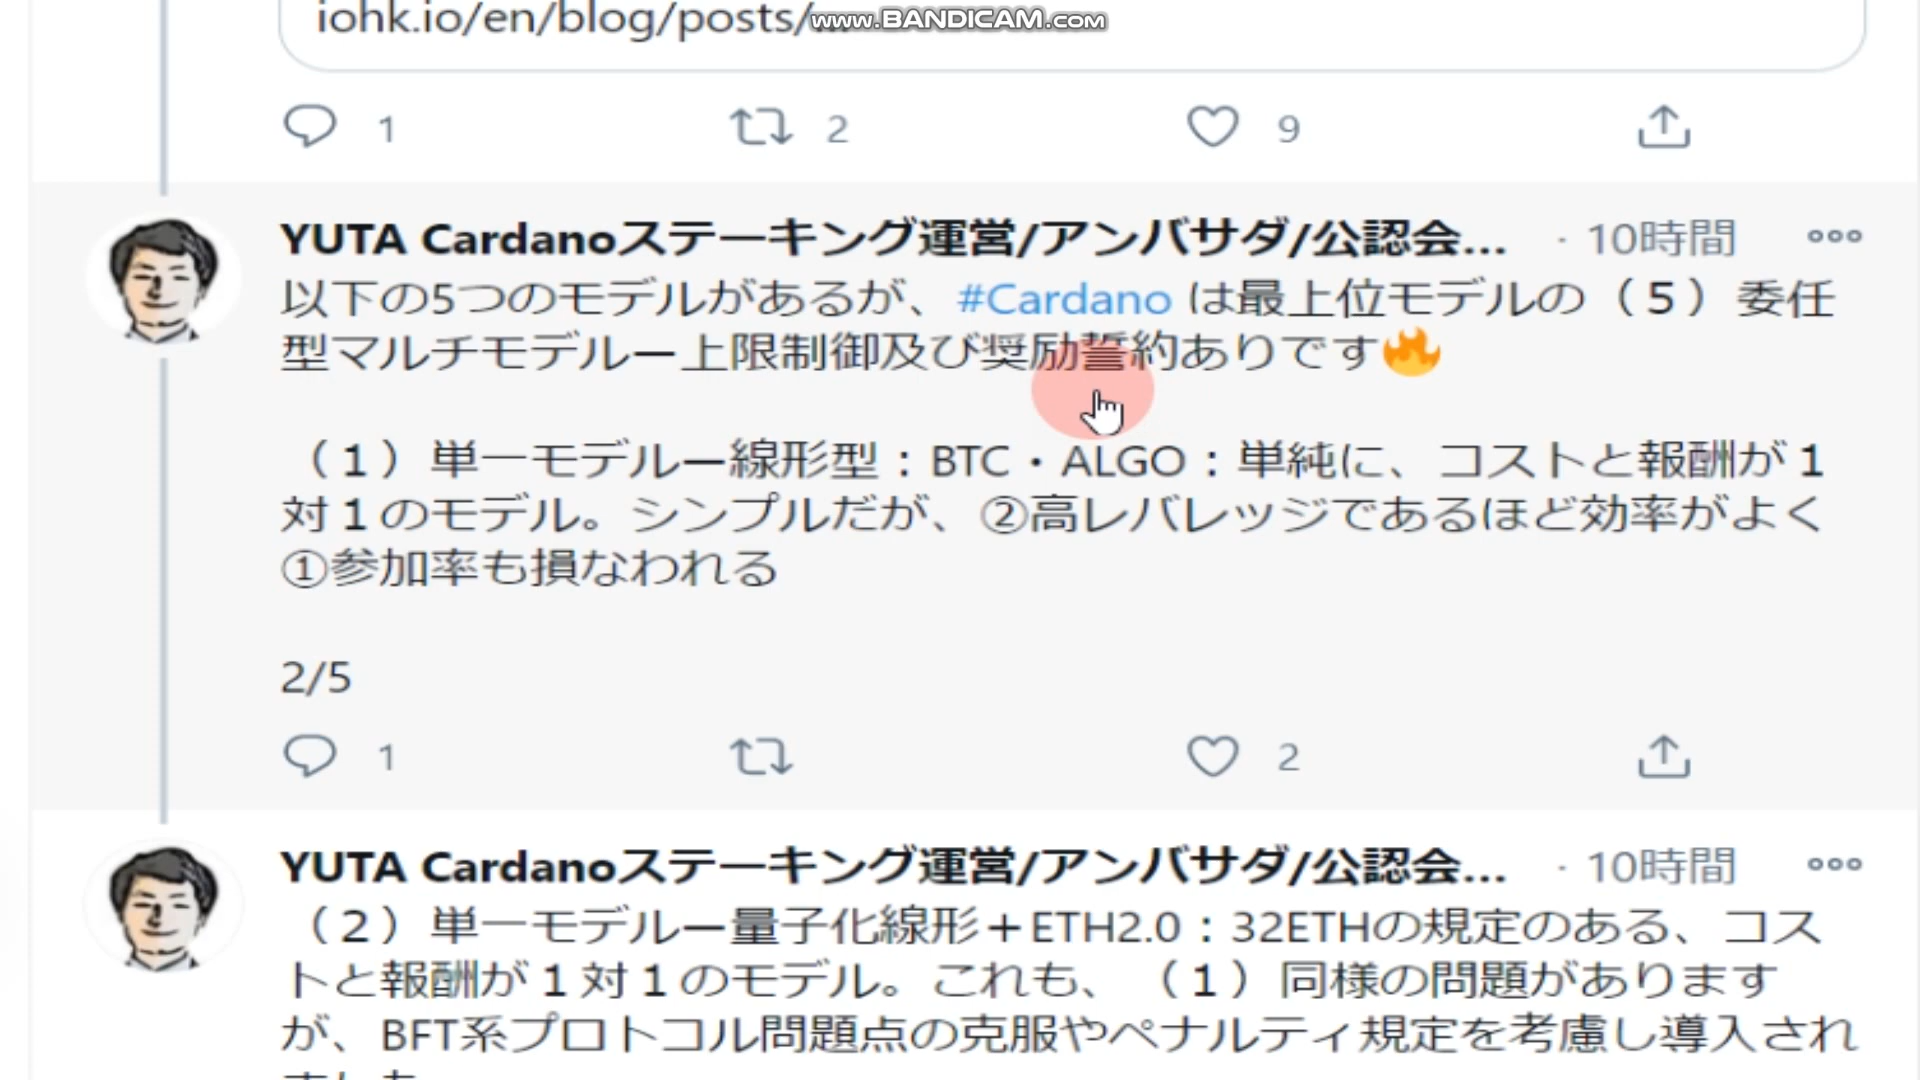 iohk.io/en/blog/posts/...
www.BANDICAM.com
1 2 9
YUTA Cardanoステーキング運営/アンバサダ/公認会... · 10時間
以下の5つのモデルがあるが、#Cardano は最上位モデルの（５）委任
型マルチモデルー上限制御及び奨励誓約ありです🔥
（１）単一モデルー線形型：BTC・ALGO：単純に、コストと報酬が１
対１のモデル。シンプルだが、②高レバレッジであるほど効率がよく
①参加率も損なわれる
2/5
1 2
YUTA Cardanoステーキング運営/アンバサダ/公認会... · 10時間
（２）単一モデルー量子化線形＋ETH2.0：32ETHの規定のある、コス
トと報酬が１対１のモデル。これも、（１）同様の問題があります
が、BFT系プロトコル問題点の克服やペナルティ規定を考慮し導入され